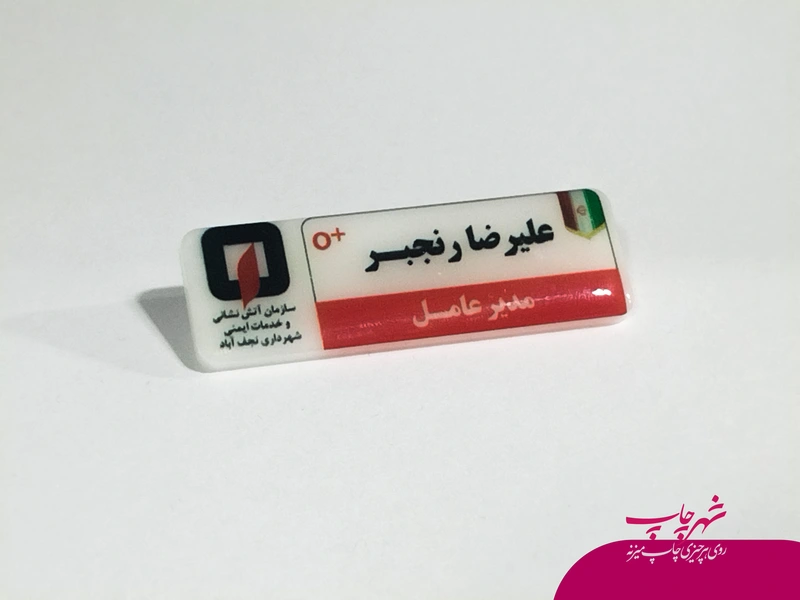 علیرضا رنجبر
O+
مدیر عامل
سازمان آتش نشانی
و خدمات ایمنی
شهرداری نجف آباد
شهر چاپ
روی هر چیزی چاپ میزنه